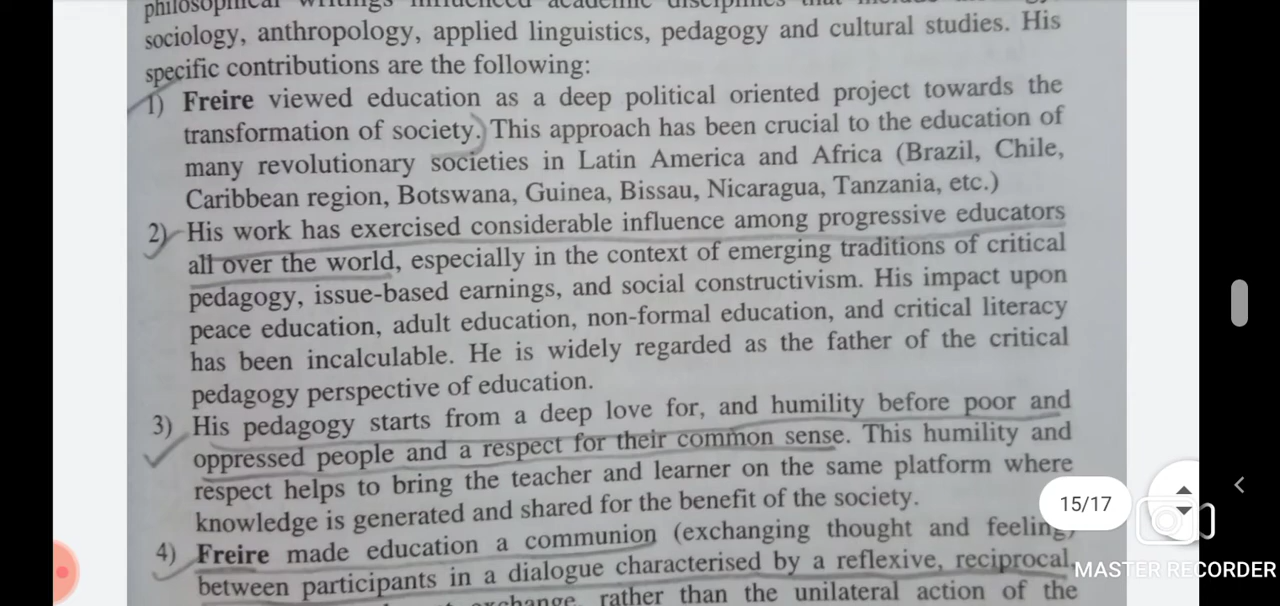 philosophical writings influenced academic disciplines that include
sociology, anthropology, applied linguistics, pedagogy and cultural studies. His
specific contributions are the following:
1) Freire viewed education as a deep political oriented project towards the
transformation of society. This approach has been crucial to the education of
many revolutionary societies in Latin America and Africa (Brazil, Chile,
Caribbean region, Botswana, Guinea, Bissau, Nicaragua, Tanzania, etc.)
2) His work has exercised considerable influence among progressive educators
all over the world, especially in the context of emerging traditions of critical
pedagogy, issue-based earnings, and social constructivism. His impact upon
peace education, adult education, non-formal education, and critical literacy
has been incalculable. He is widely regarded as the father of the critical
pedagogy perspective of education.
3) His pedagogy starts from a deep love for, and humility before poor and
oppressed people and a respect for their common sense. This humility and
respect helps to bring the teacher and learner on the same platform where
knowledge is generated and shared for the benefit of the society.
15/17
4) Freire made education a communion (exchanging thought and feeling)
between participants in a dialogue characterised by a reflexive, reciprocal
MASTER RECORDER
exchange, rather than the unilateral action of the